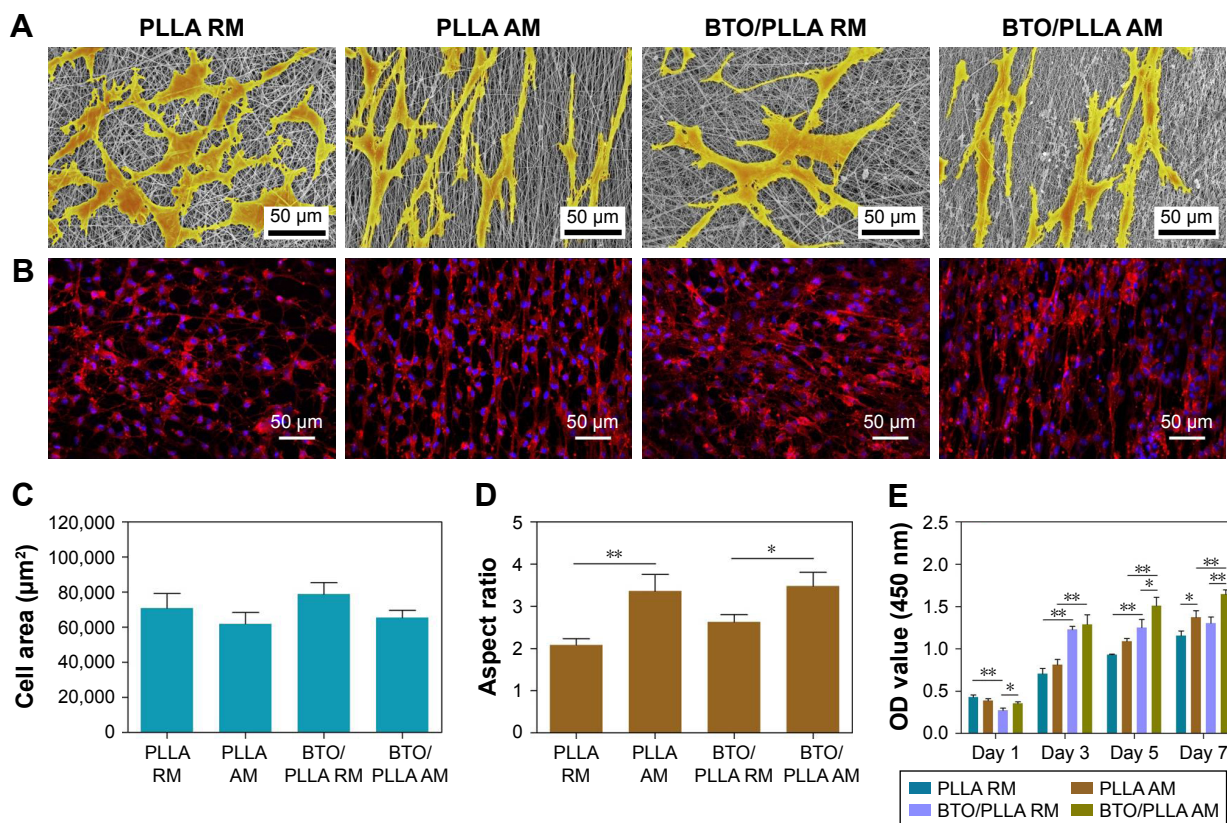 A
PLLA RM
PLLA AM
BTO/PLLA RM
BTO/PLLA AM
50 µm
50 µm
50 µm
50 µm
B
50 µm
50 µm
50 µm
50 µm
C
Cell area (µm²)
120,000
100,000
80,000
60,000
40,000
20,000
0
PLLA
RM
PLLA
AM
BTO/
PLLA RM
BTO/
PLLA AM
D
Aspect ratio
5
4
3
2
1
0
**
*
PLLA
RM
PLLA
AM
BTO/
PLLA RM
BTO/
PLLA AM
E
OD value (450 nm)
2.5
2.0
1.5
1.0
0.5
0.0
**
*
**
**
**
**
*
*
**
**
Day 1
Day 3
Day 5
Day 7
PLLA RM
PLLA AM
BTO/PLLA RM
BTO/PLLA AM